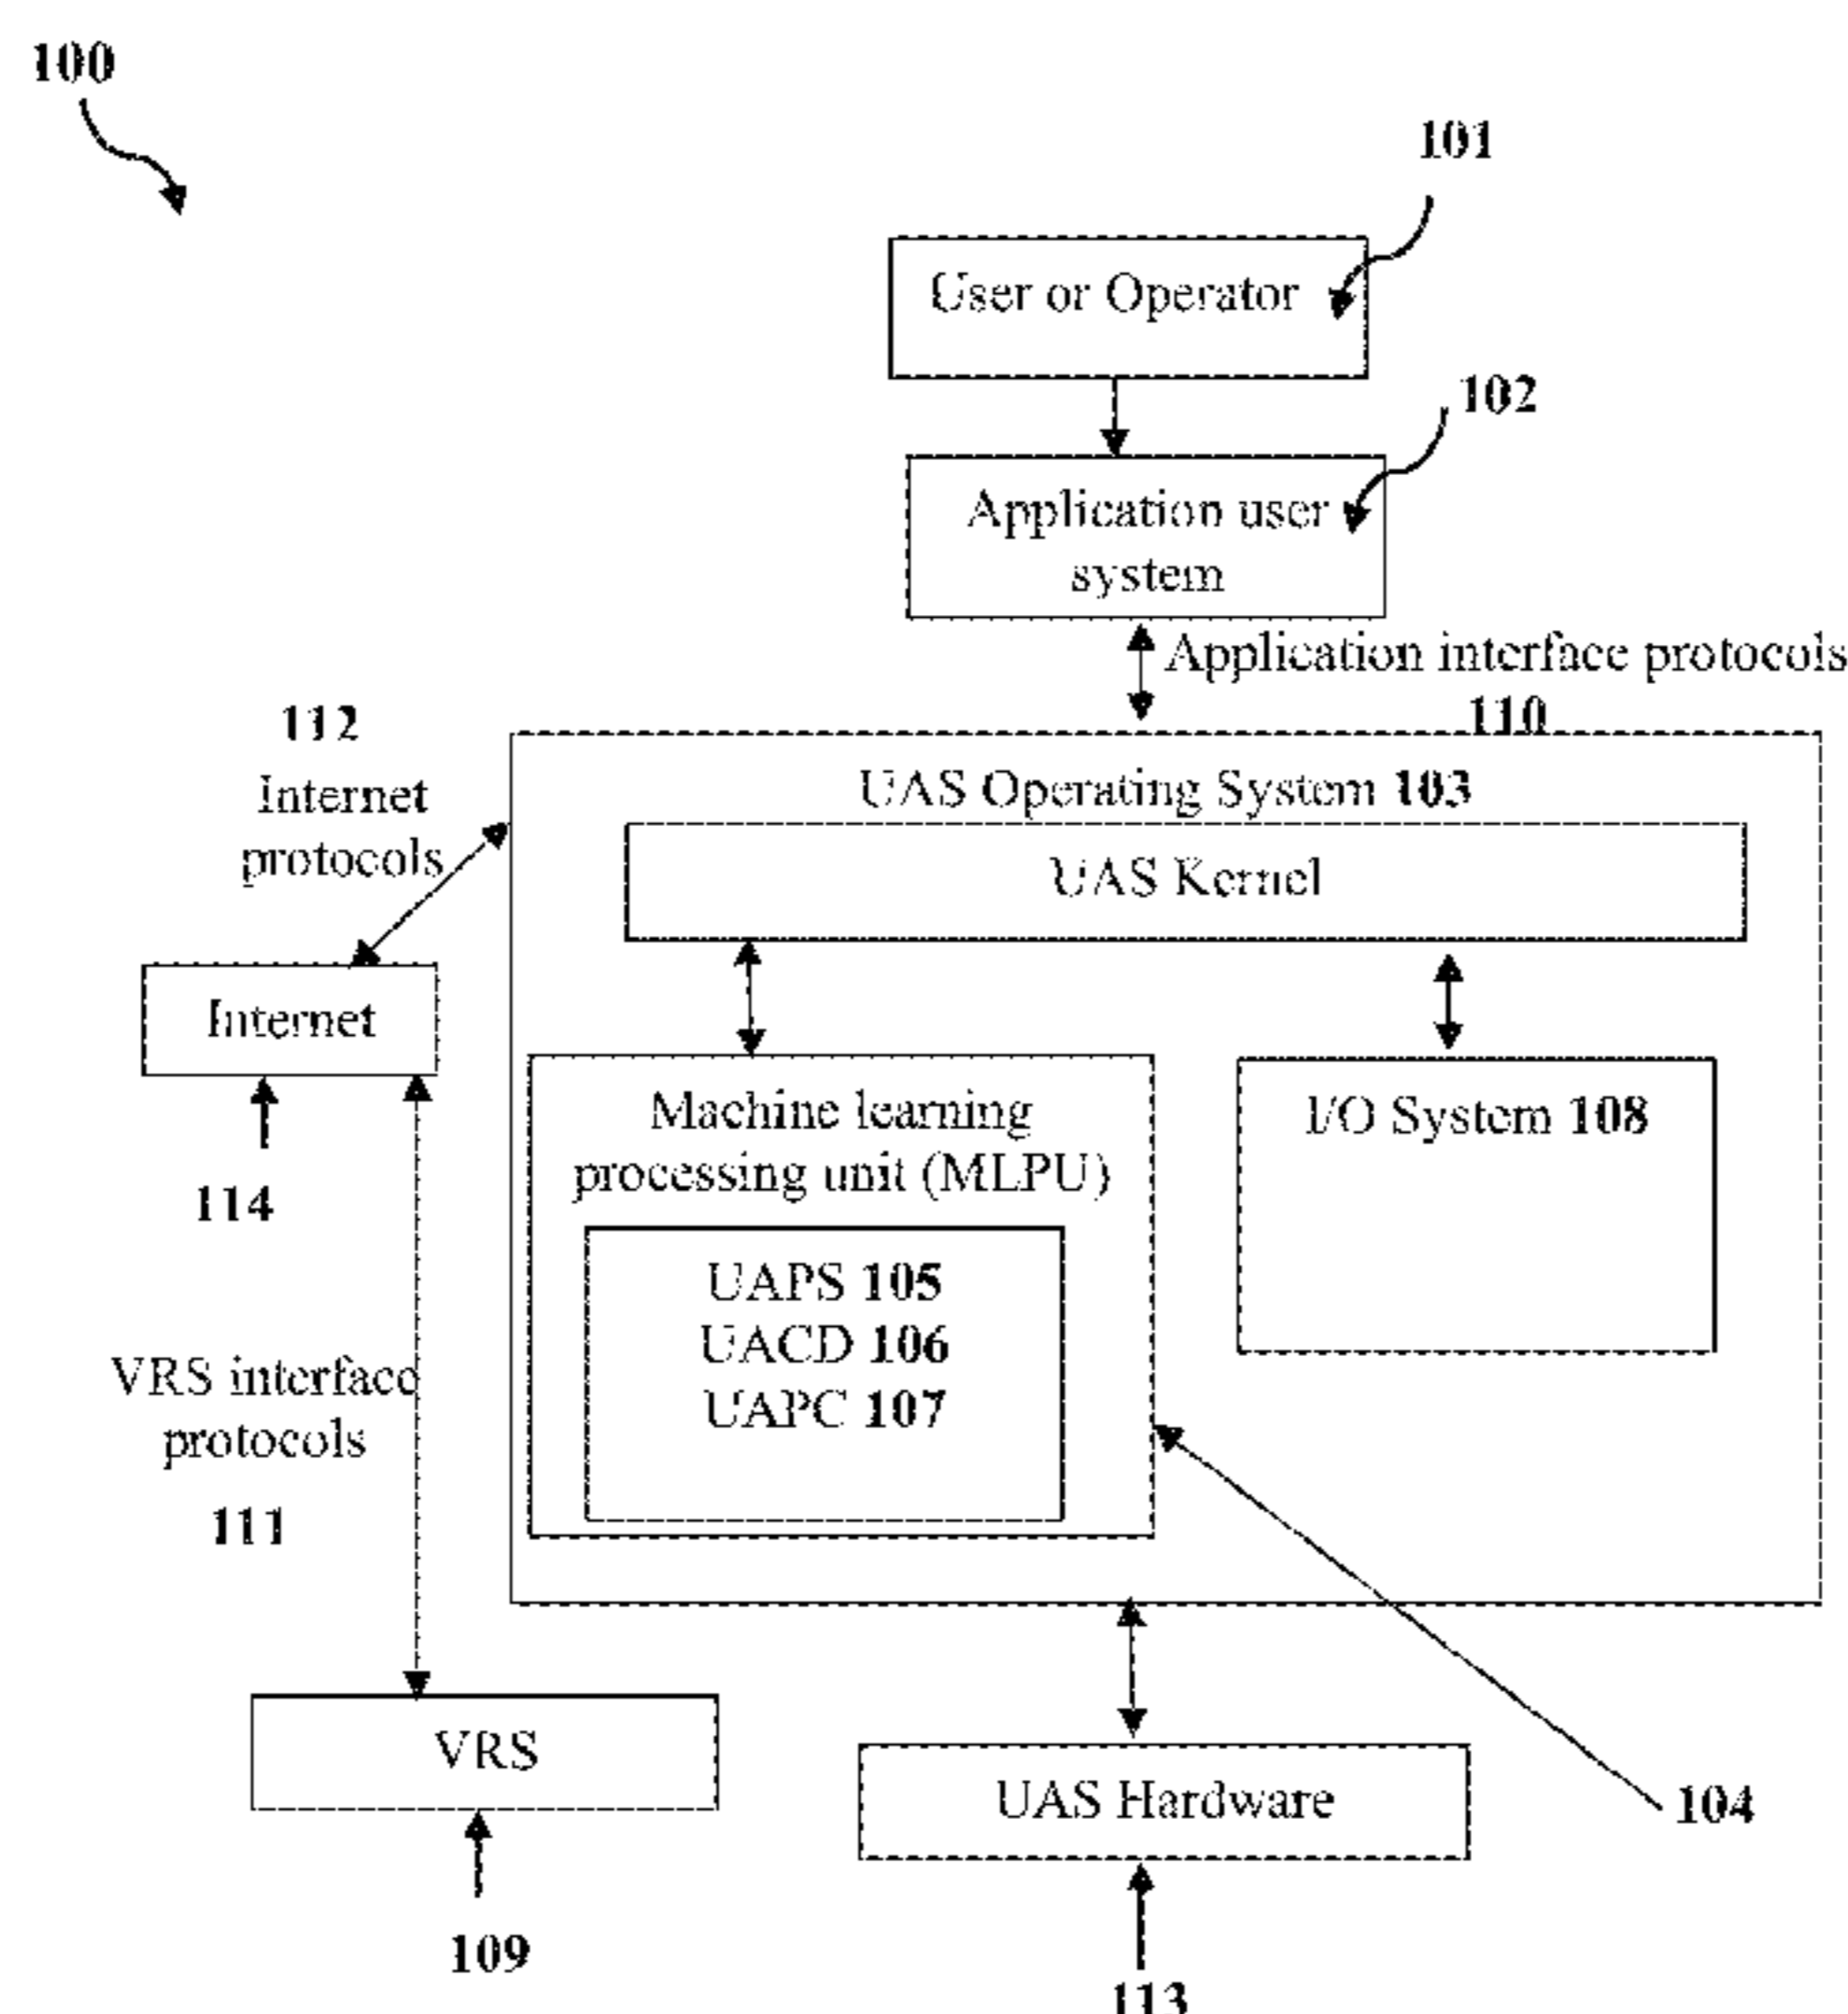 100
101
User or Operator
102
Application user
system
Application interface protocols
110
112
Internet
protocols
UAS Operating System 103
UAS Kernel
Internet
114
Machine learning
processing unit (MLPU)
I/O System 108
UAPS 105
UACD 106
UAPC 107
VRS interface
protocols
111
VRS
109
UAS Hardware
104
113